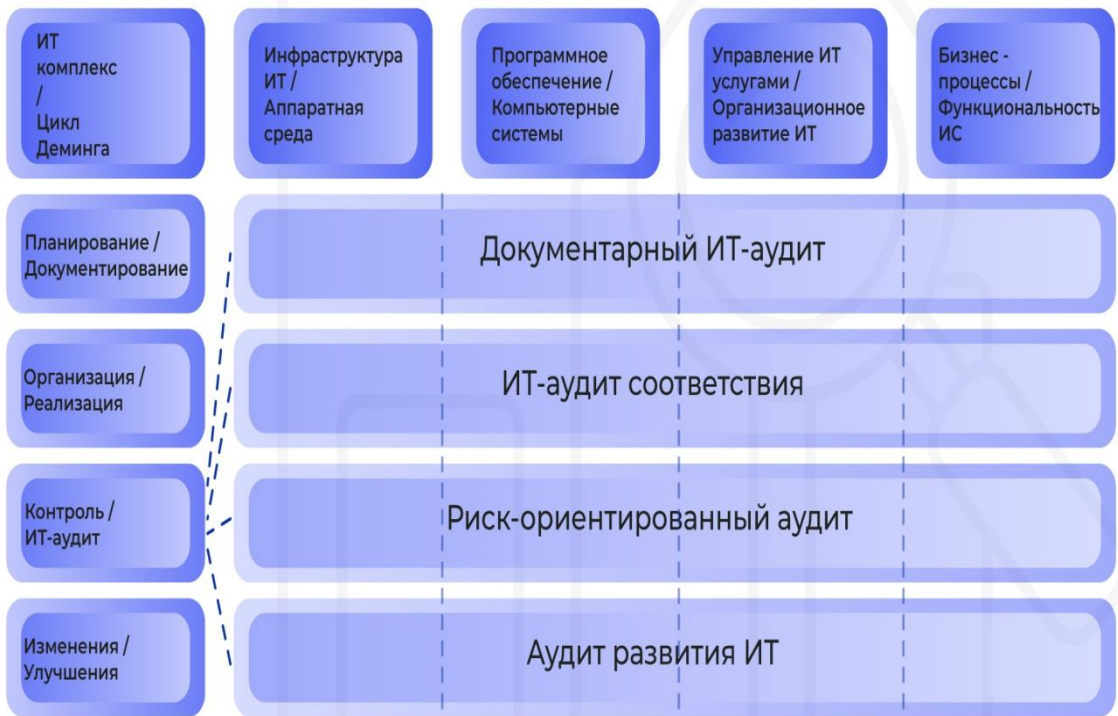 ИТ
комплекс
/
Цикл
Деминга
Инфраструктура
ИТ /
Аппаратная
среда
Программное
обеспечение /
Компьютерные
системы
Управление ИТ
услугами /
Организационное
развитие ИТ
Бизнес -
процессы /
Функциональность
ИС
Планирование /
Документирование
Документарный ИТ-аудит
Организация /
Реализация
ИТ-аудит соответствия
Контроль /
ИТ-аудит
Риск-ориентированный аудит
Изменения /
Улучшения
Аудит развития ИТ